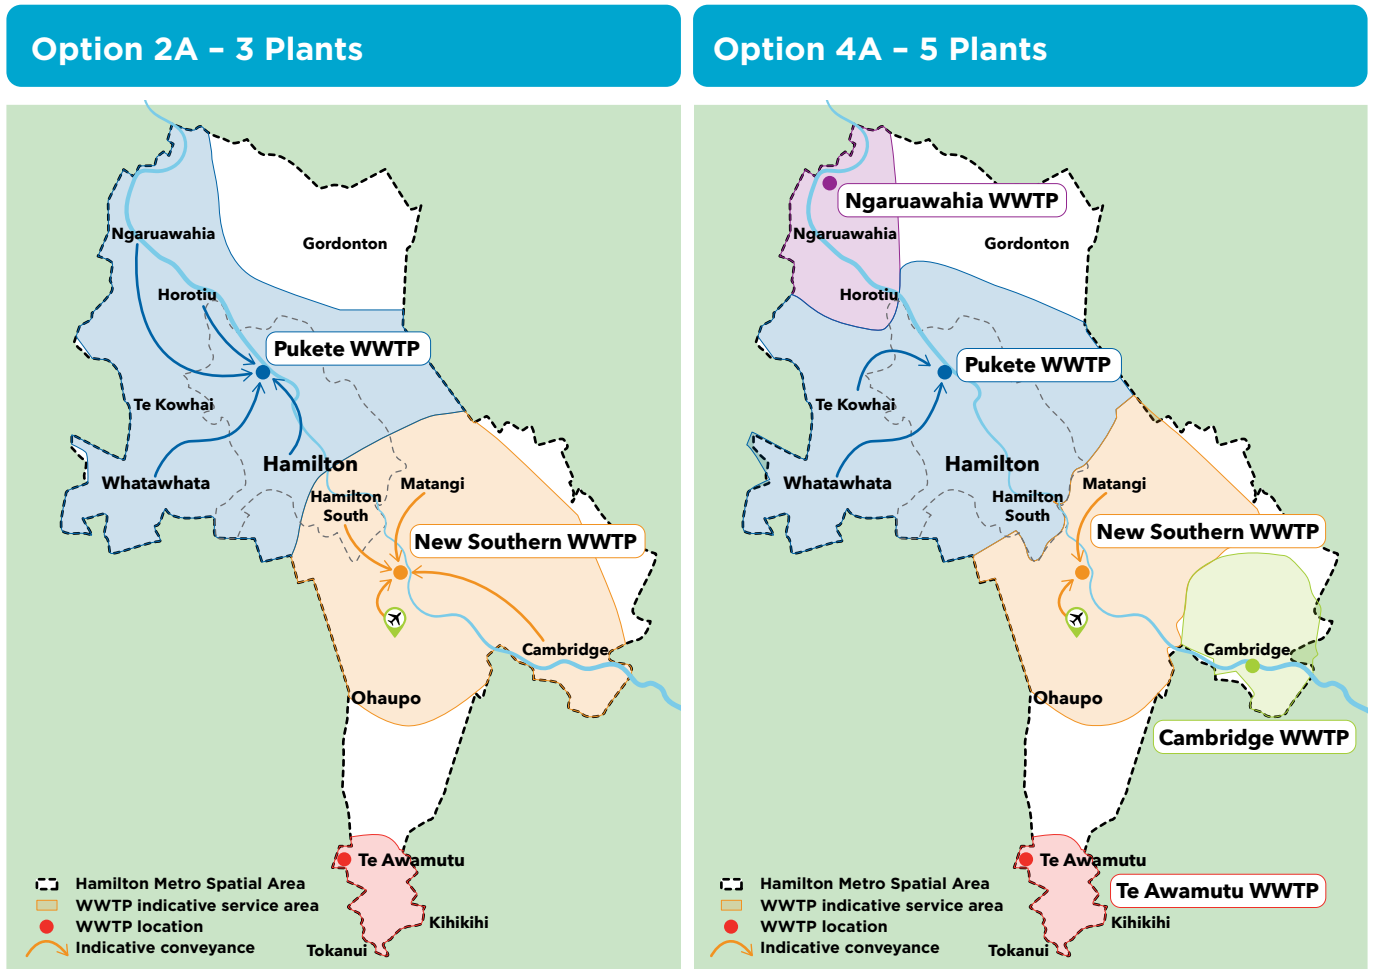 Option 2A – 3 Plants
Ngaruawahia
Gordonton
Horotiu
Pukete WWTP
Te Kowhai
Hamilton
Whatawhata
Matangi
Hamilton
South
New Southern WWTP
Cambridge
Ohaupo
Te Awamutu
Kihikihi
Tokanui
Hamilton Metro Spatial Area
WWTP indicative service area
WWTP location
Indicative conveyance
Option 4A – 5 Plants
Ngaruawahia WWTP
Ngaruawahia
Gordonton
Horotiu
Pukete WWTP
Te Kowhai
Hamilton
Whatawhata
Matangi
Hamilton
South
New Southern WWTP
Cambridge
Ohaupo
Cambridge WWTP
Te Awamutu
Te Awamutu WWTP
Kihikihi
Tokanui
Hamilton Metro Spatial Area
WWTP indicative service area
WWTP location
Indicative conveyance